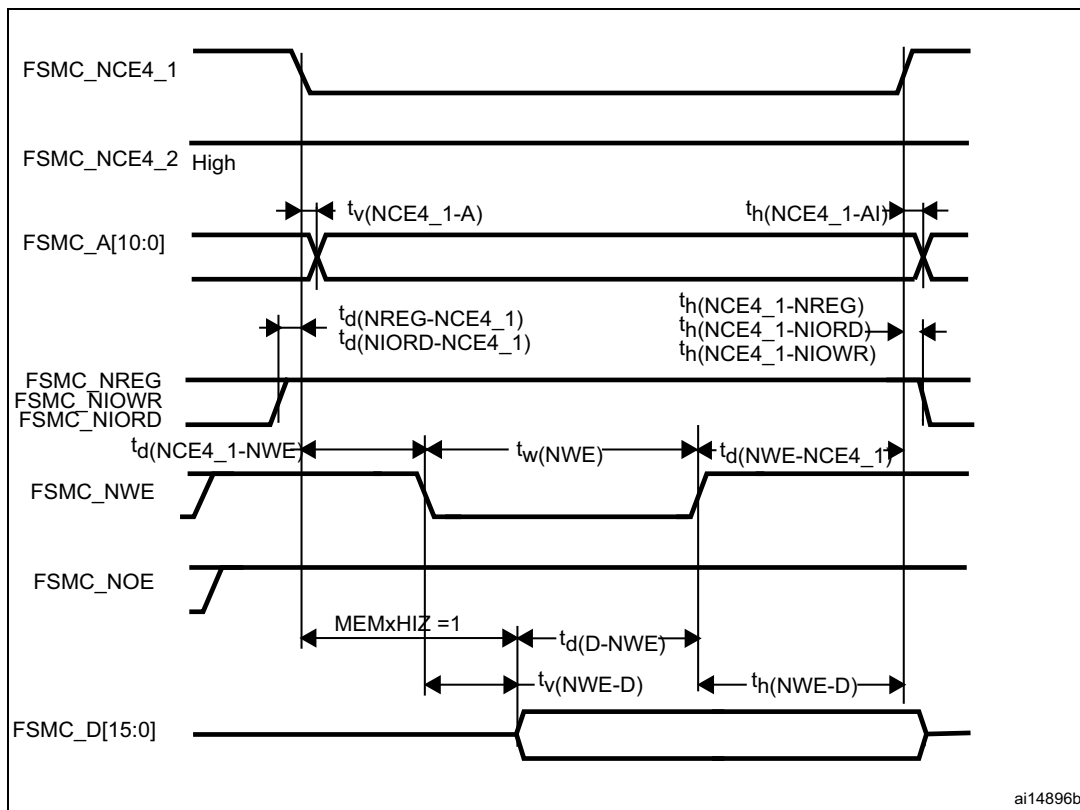 FSMC_NCE4_1
FSMC_NCE4_2 High
tv(NCE4_1-A)
th(NCE4_1-AI)
FSMC_A[10:0]
td(NREG-NCE4_1)
td(NIORD-NCE4_1)
th(NCE4_1-NREG)
th(NCE4_1-NIORD)
th(NCE4_1-NIOWR)
FSMC_NREG
FSMC_NIOWR
FSMC_NIORD
td(NCE4_1-NWE)
tw(NWE)
td(NWE-NCE4_1)
FSMC_NWE
FSMC_NOE
MEMxHIZ =1
td(D-NWE)
tv(NWE-D)
th(NWE-D)
FSMC_D[15:0]
ai14896b